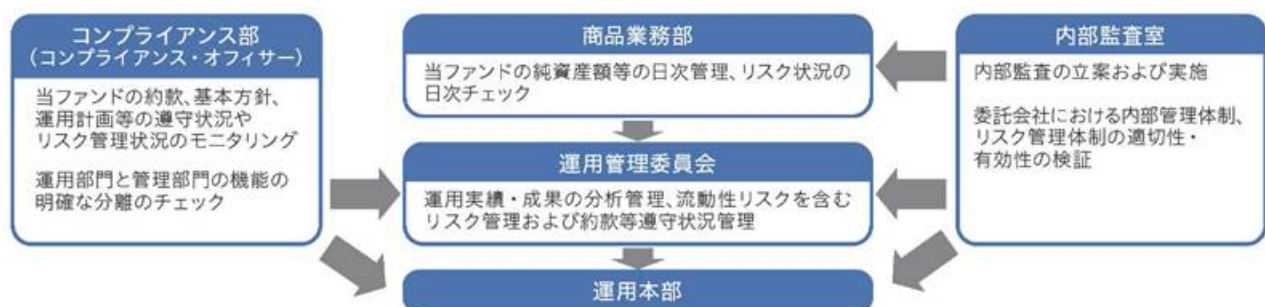 コンプライアンス部
（コンプライアンス・オフィサー）
当ファンドの約款、基本方針、
運用計画等の遵守状況や
リスク管理状況のモニタリング
運用部門と管理部門の機能の
明確な分離のチェック
商品業務部
当ファンドの純資産額等の日次管理、リスク状況の
日次チェック
運用管理委員会
運用実績・成果の分析管理、流動性リスクを含む
リスク管理および約款等遵守状況管理
運用本部
内部監査室
内部監査の立案および実施
委託会社における内部管理体制、
リスク管理体制の適切性・
有効性の検証